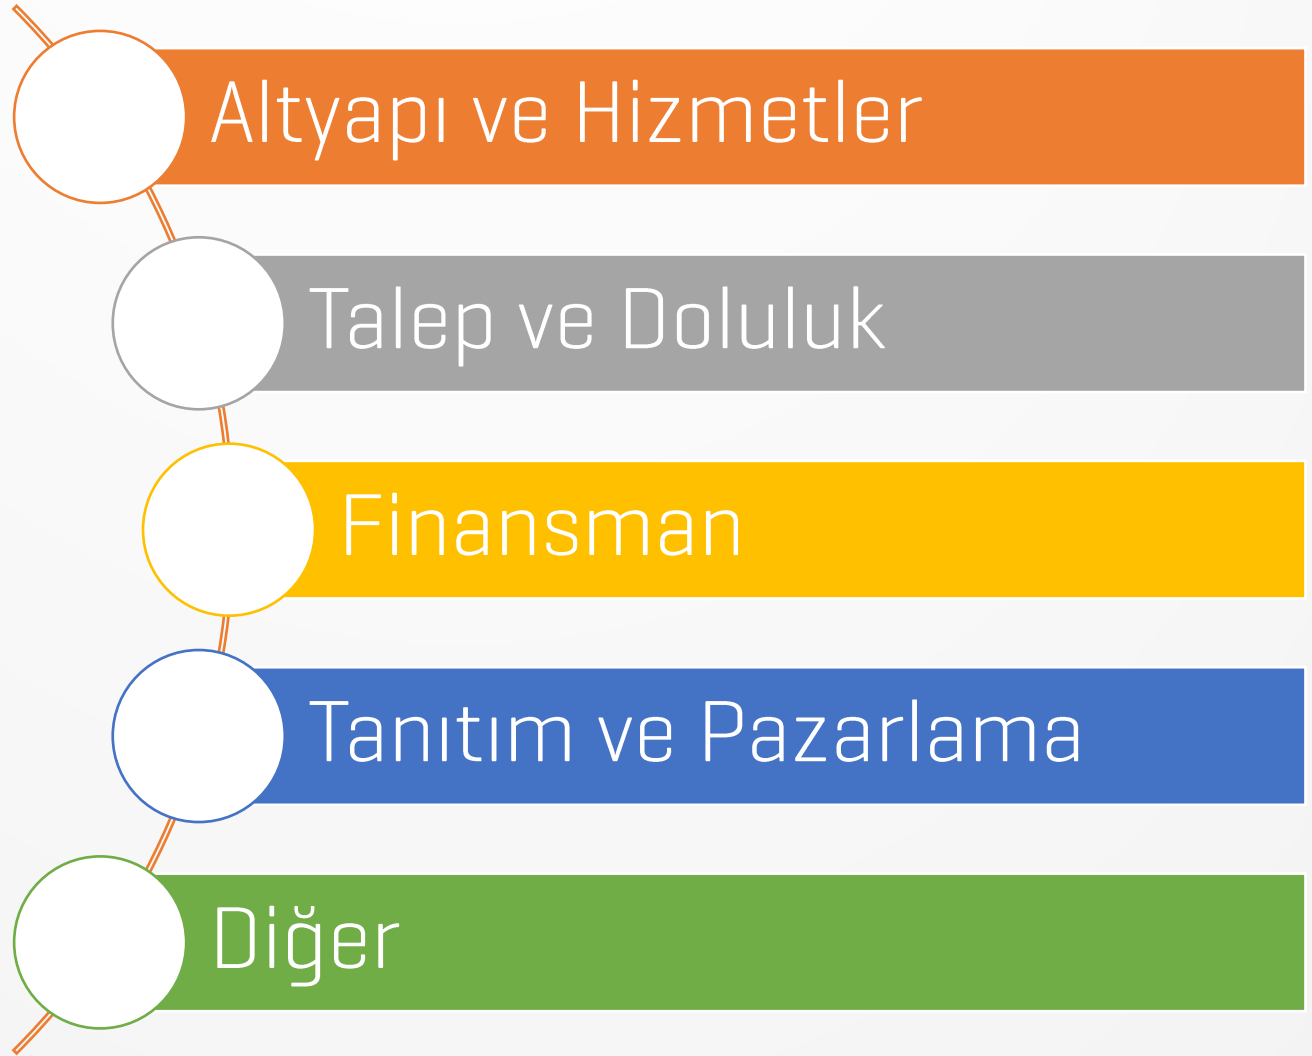 Altyapı ve Hizmetler
Talep ve Doluluk
Finansman
Tanıtım ve Pazarlama
Diğer